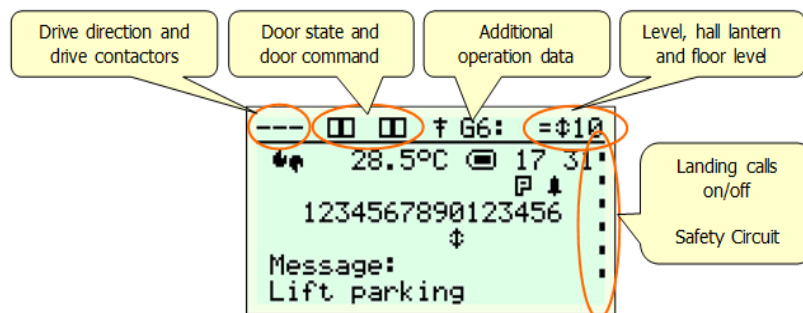 Drive direction and
drive contactors
Door state and
door command
Additional
operation data
Level, hall lantern
and floor level
--- † G6: =↕10
28.5ºC 17 31
P
1234567890123456
↕
Message:
Lift parking
Landing calls
on/off
Safety Circuit